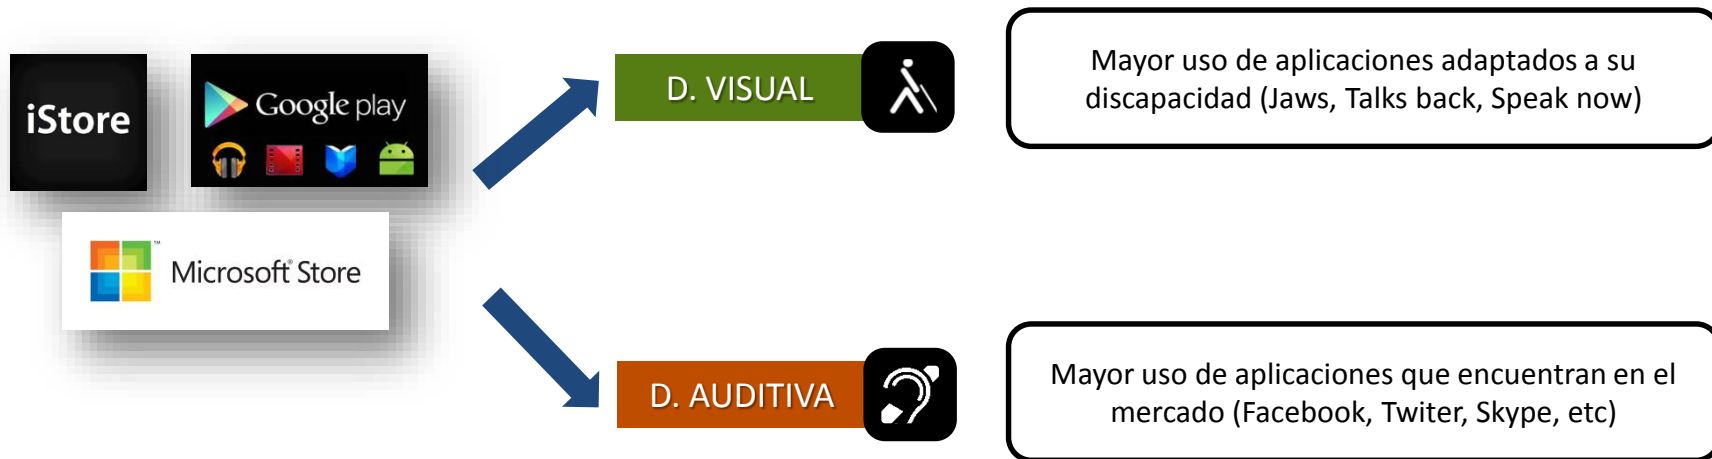 iStore
Google play
Microsoft® Store
™
D. VISUAL
Mayor uso de aplicaciones adaptados a su
discapacidad (Jaws, Talks back, Speak now)
D. AUDITIVA
Mayor uso de aplicaciones que encuentran en el
mercado (Facebook, Twiter, Skype, etc)